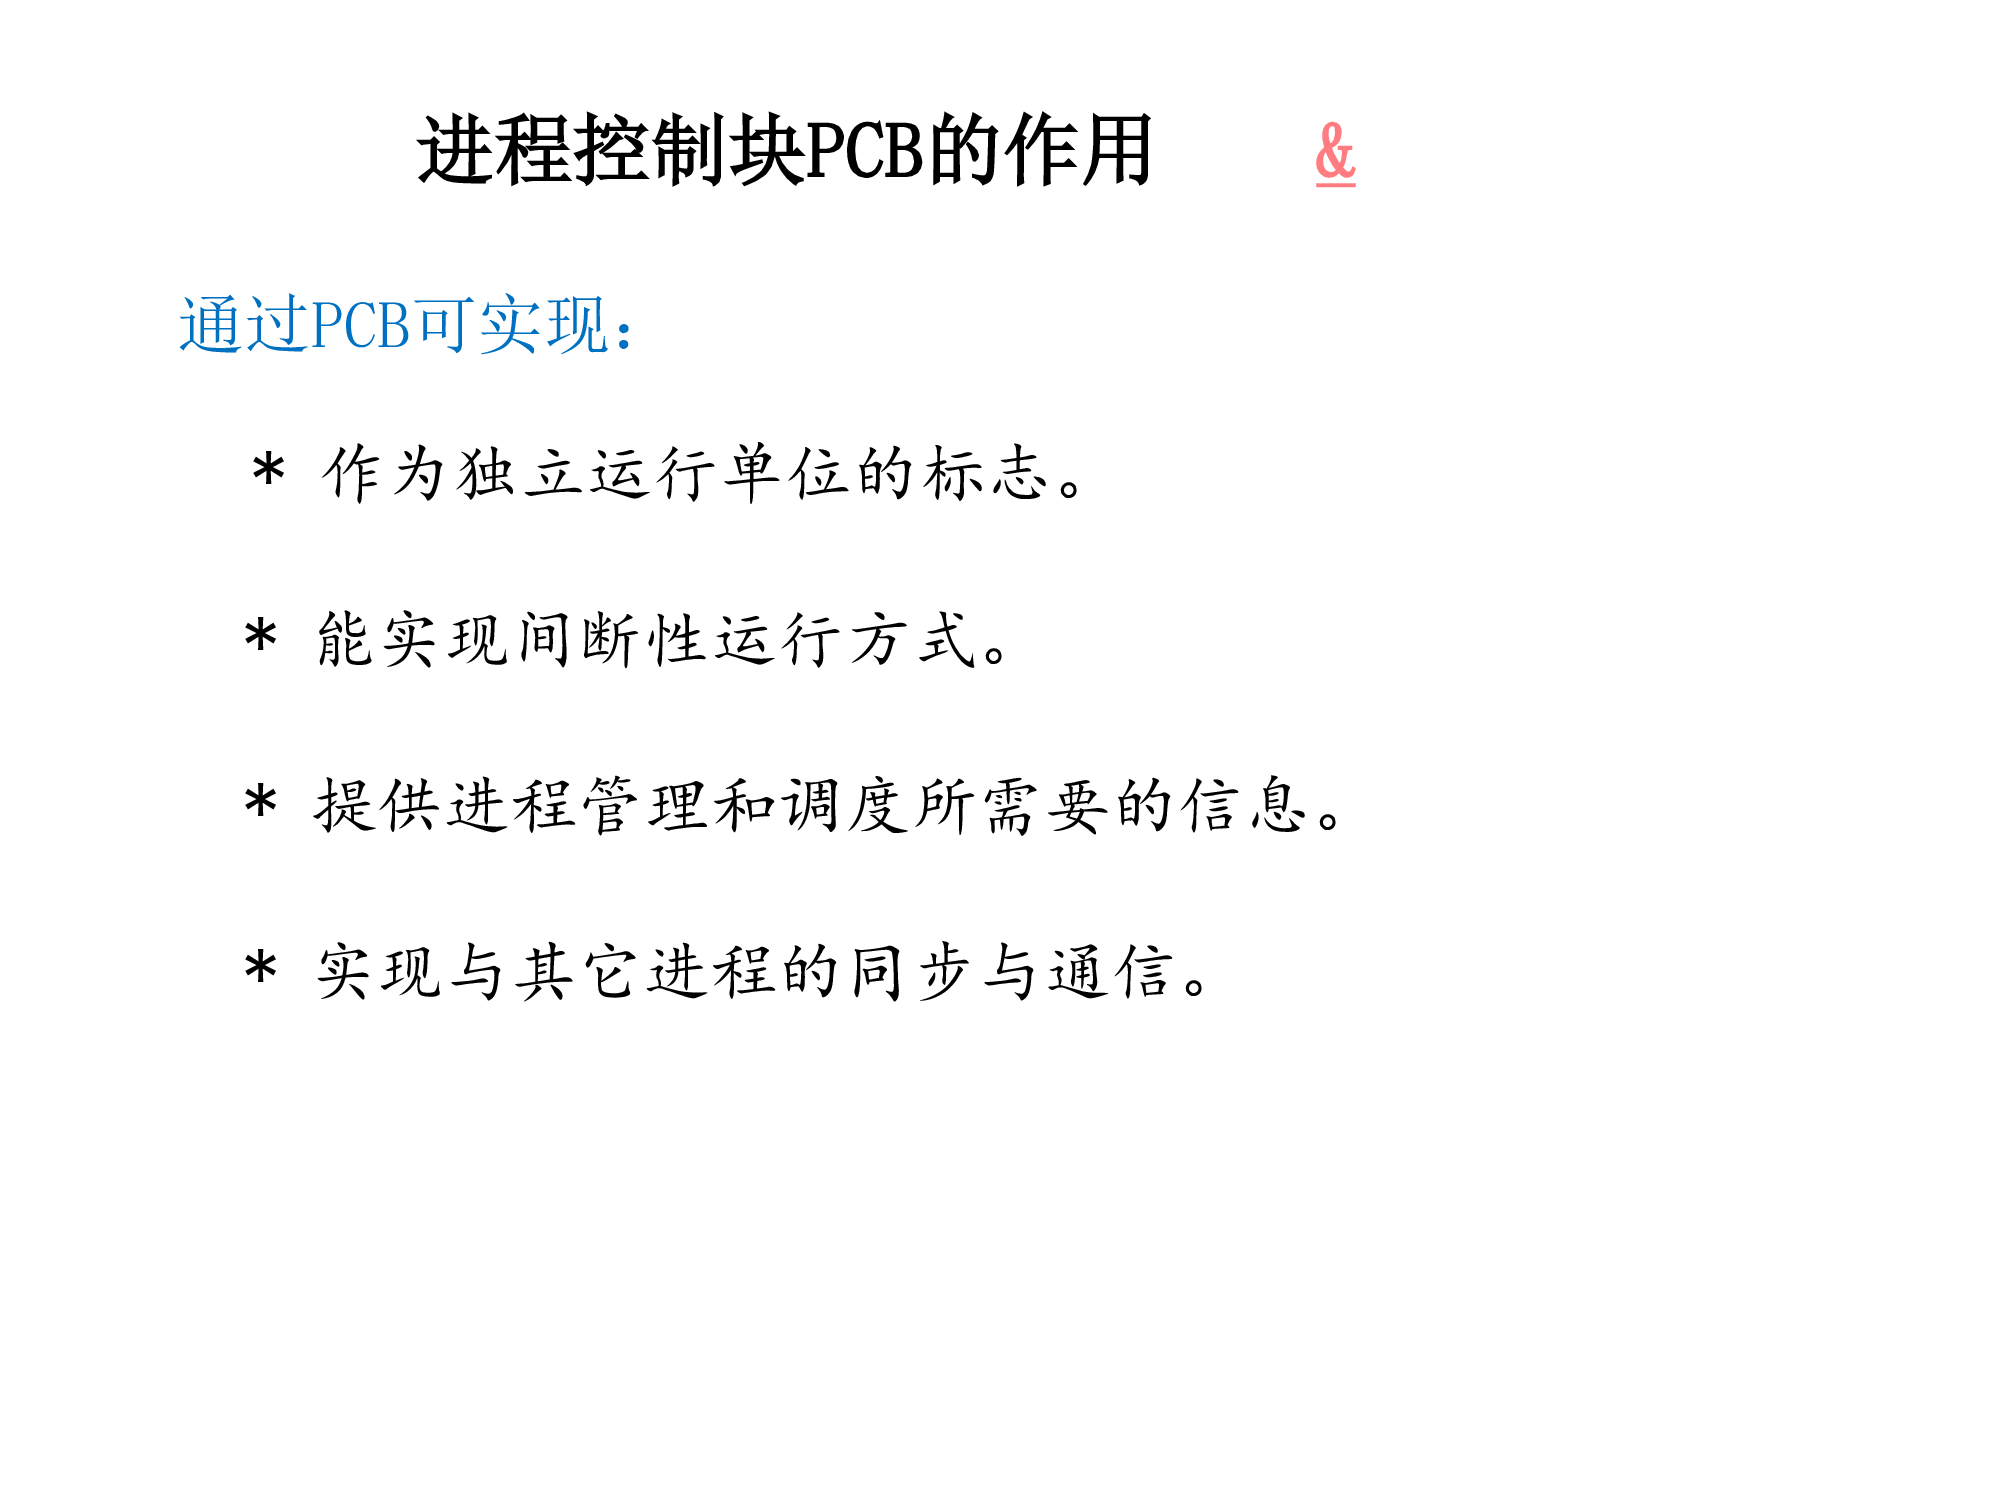 进程控制块PCB的作用 &
通过PCB可实现：
* 作为独立运行单位的标志。
* 能实现间断性运行方式。
* 提供进程管理和调度所需要的信息。
* 实现与其它进程的同步与通信。